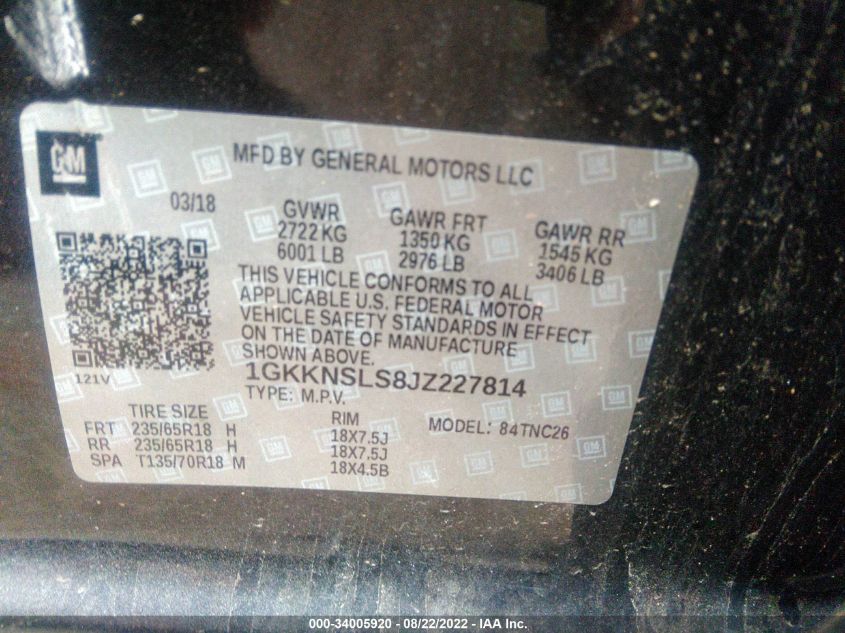 GM
MFD BY GENERAL MOTORS LLC
03/18
GVWR
2722 KG
6001 LB
GAWR FRT
1350 KG
2976 LB
GAWR RR
1545 KG
3406 LB
THIS VEHICLE CONFORMS TO ALL
APPLICABLE U.S. FEDERAL MOTOR
VEHICLE SAFETY STANDARDS IN EFFECT
ON THE DATE OF MANUFACTURE
SHOWN ABOVE.
121V
1GKKNSLS8JZ227814
TYPE: M.P.V.
MODEL: 84TNC26
TIRE SIZE RIM
FRT 235/65R18 H 18X7.5J
RR 235/65R18 H 18X7.5J
SPA T135/70R18 M 18X4.5B
000-34005920 - 08/22/2022 - IAA Inc.